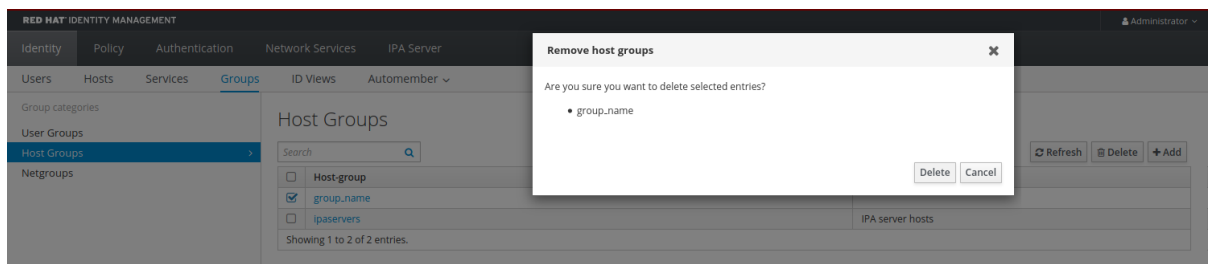 RED HAT IDENTITY MANAGEMENT
Administrator
Identity Policy Authentication Network Services IPA Server
Remove host groups
Users Hosts Services Groups ID Views Automember
Are you sure you want to delete selected entries?
group_name
Group categories
User Groups
Host Groups
Netgroups
Host Groups
Search
Refresh Delete + Add
Delete Cancel
Host-group
group_name
ipaservers IPA server hosts
Showing 1 to 2 of 2 entries.